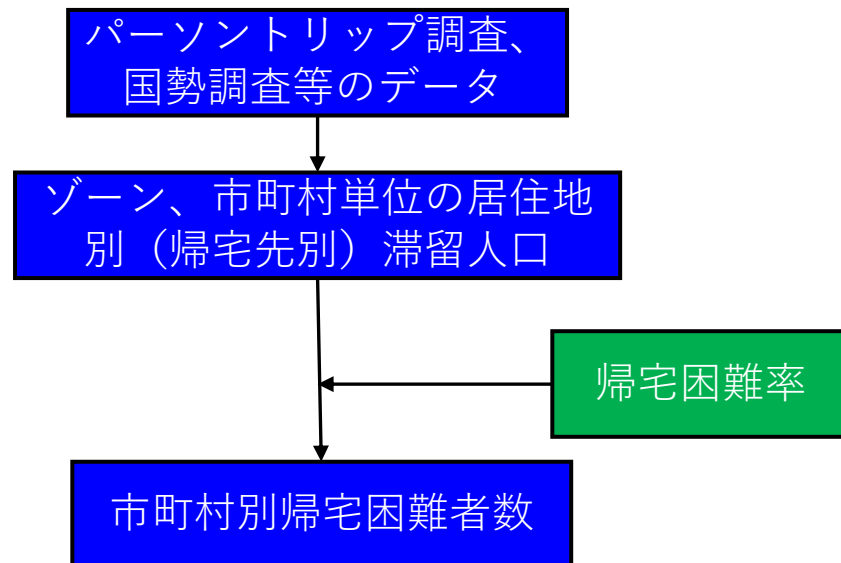 パーソントリップ調査、
国勢調査等のデータ
ゾーン、市町村単位の居住地
別（帰宅先別）滞留人口
帰宅困難率
市町村別帰宅困難者数